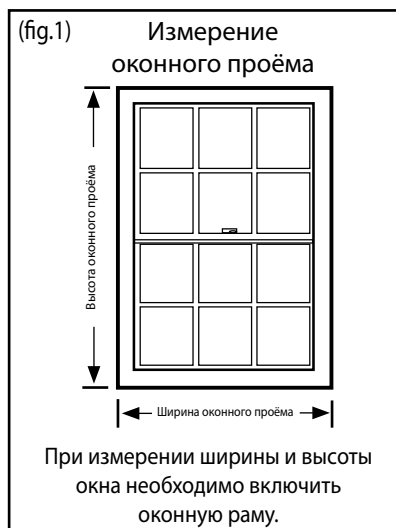 (fig.1)
Измерение
оконного проёма
Высота оконного проёма
Ширина оконного проёма
При измерении ширины и высоты
окна необходимо включить
оконную раму.